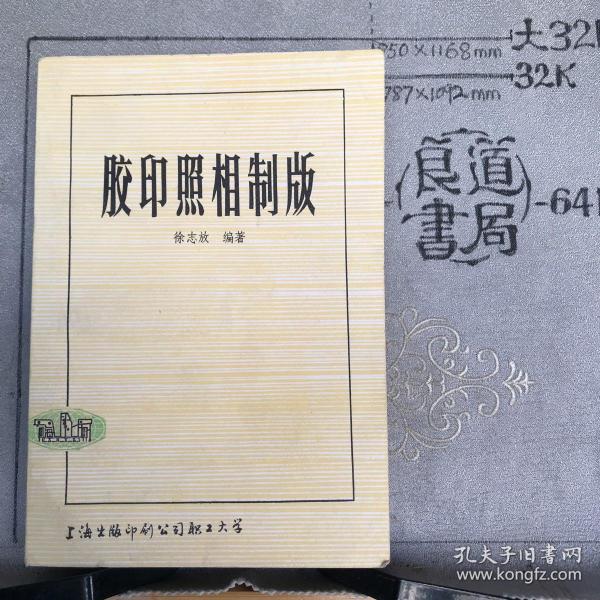 胶印照相制版
徐志放 编著
上海出版印刷公司职工大学
850×1168mm
大32K
787×1092mm
32K
良道
書局
-64K
孔夫子旧书网
www.kongfz.com